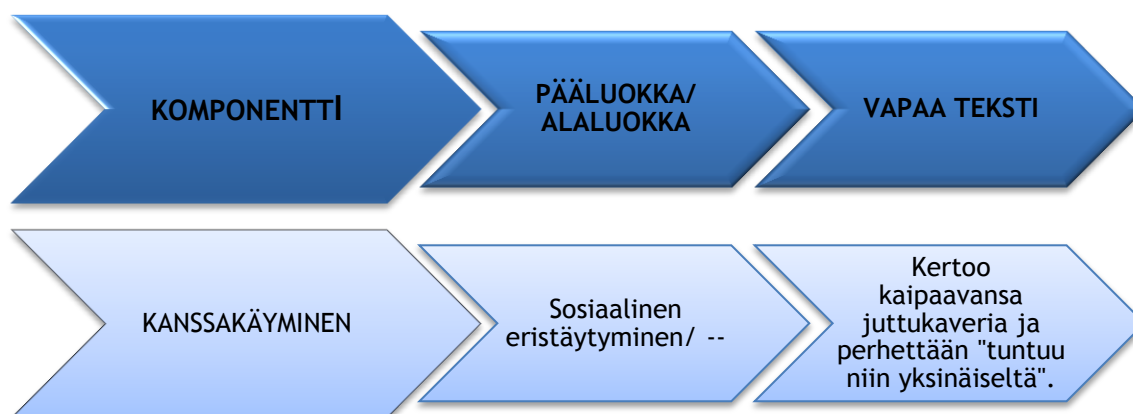 KOMPONENTTI
PÄÄLUOKKA/
ALALUOKKA
VAPAA TEKSTI
KANSSAKÄYMINEN
Sosiaalinen
eristäytyminen/ --
Kertoo
kaipaavansa
juttukaveria ja
perhettään "tuntuu
niin yksinäiseltä".